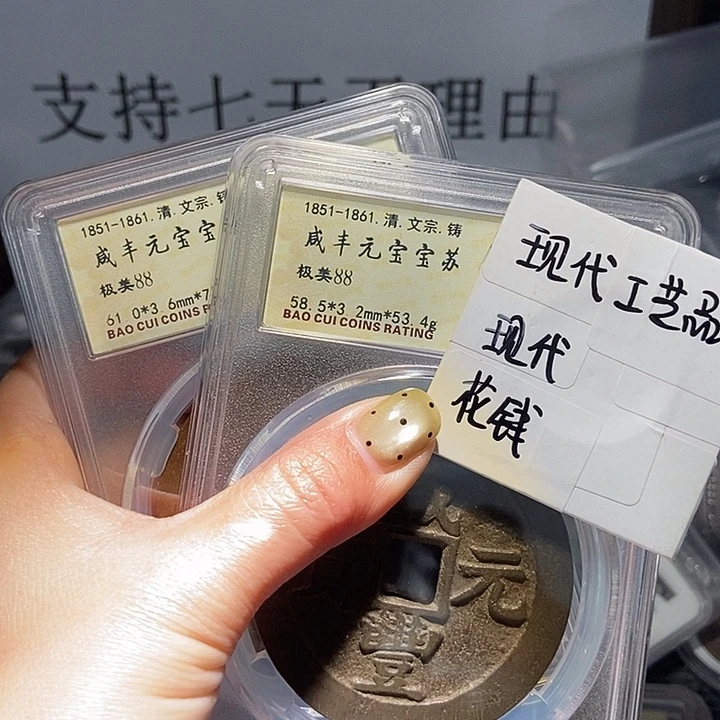 支持七天 理由
1851-1861.清.文宗.铸
咸丰元宝宝
极美88
61 0*3 6mm*7
BAO CUI COINS R
1851-1861.清.文宗.铸
咸丰元宝宝苏
极美88
58.5*3 2mm*53.4g
BAO CUI COINS RATING
现代工艺品
现代
花钱
元
豐